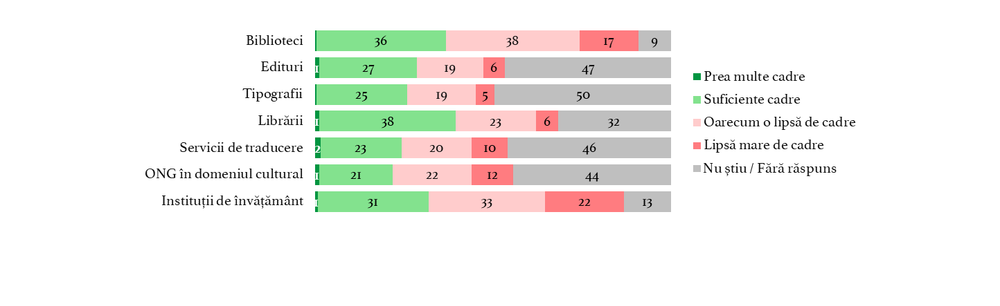 Biblioteci 36 38 17 9
Edituri 1 27 19 6 47
Tipografii 25 19 5 50
Librării 1 38 23 6 32
Servicii de traducere 2 23 20 10 46
ONG în domeniul cultural 1 21 22 12 44
Instituții de învățământ 1 31 33 22 13
Prea multe cadre
Suficiente cadre
Oarecum o lipsă de cadre
Lipsă mare de cadre
Nu știu / Fără răspuns